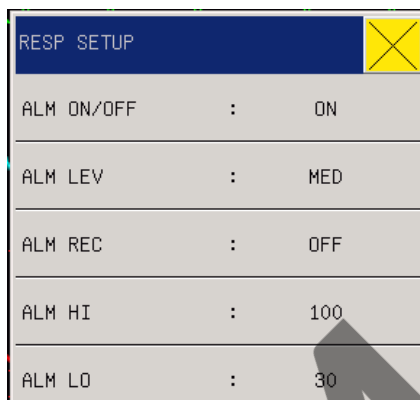 RESP SETUP
ALM ON/OFF : ON
ALM LEV : MED
ALM REC : OFF
ALM HI : 100
ALM LO : 30